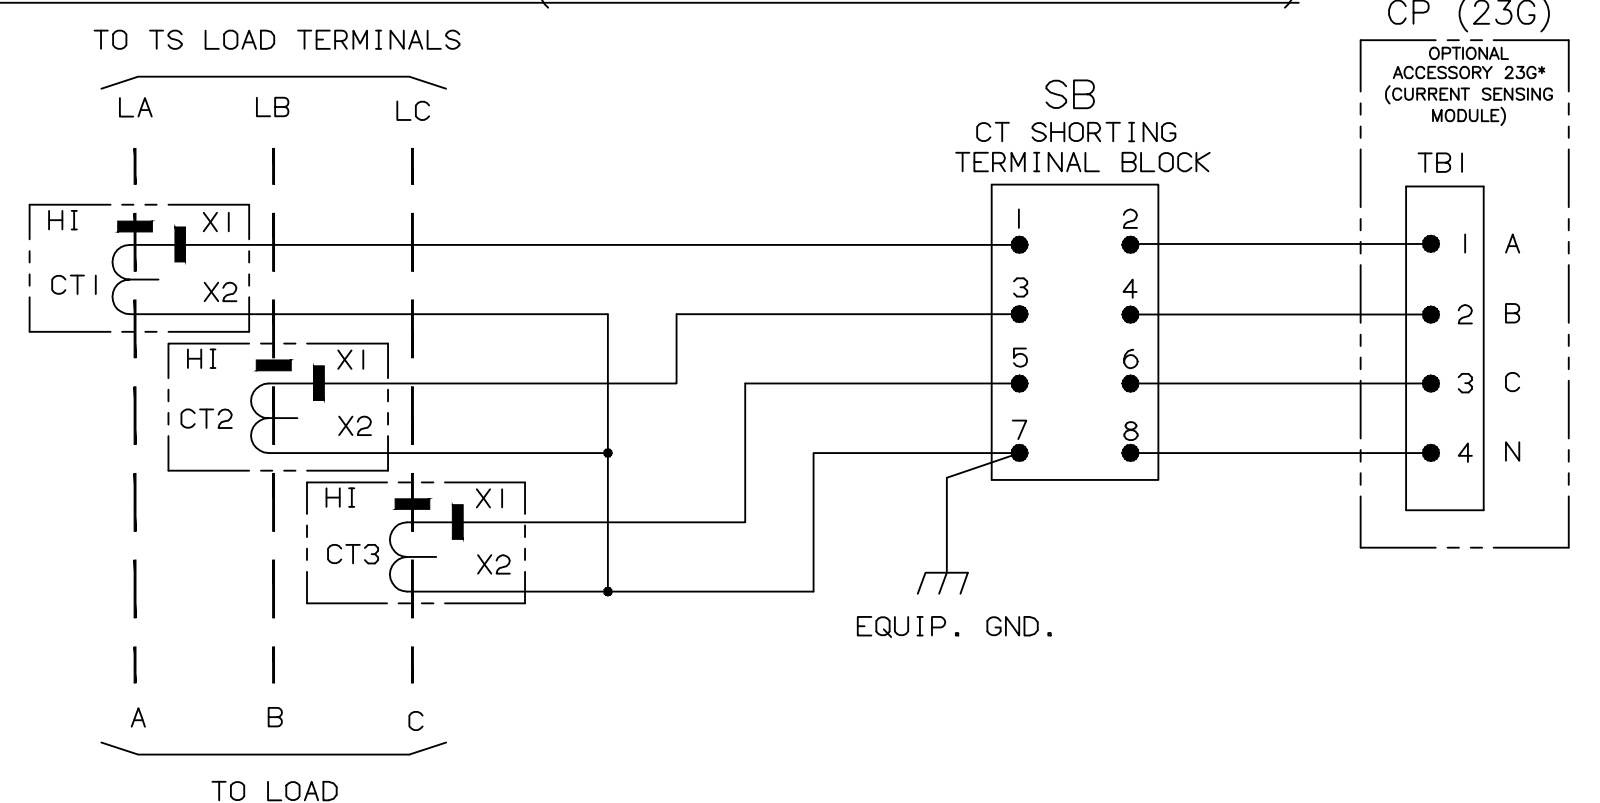 CP (23G)
TO TS LOAD TERMINALS
OPTIONAL
ACCESSORY 23G*
(CURRENT SENSING
MODULE)
LA LB LC
SB
CT SHORTING
TERMINAL BLOCK
TB1
HI X1
CT1
X2
HI X1
CT2
X2
HI X1
CT3
X2
1 2
3 4
5 6
7 8
1 A
2 B
3 C
4 N
EQUIP. GND.
A B C
TO LOAD